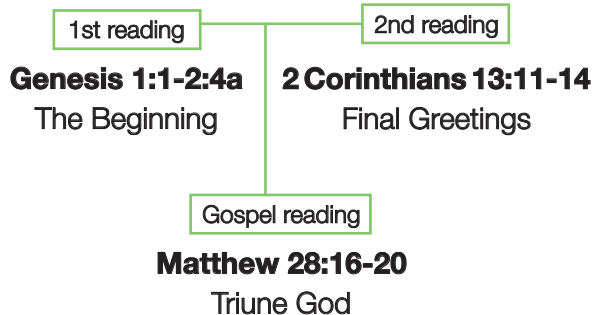 1st reading
Genesis 1:1-2:4a
The Beginning
2nd reading
2 Corinthians 13:11-14
Final Greetings
Gospel reading
Matthew 28:16-20
Triune God